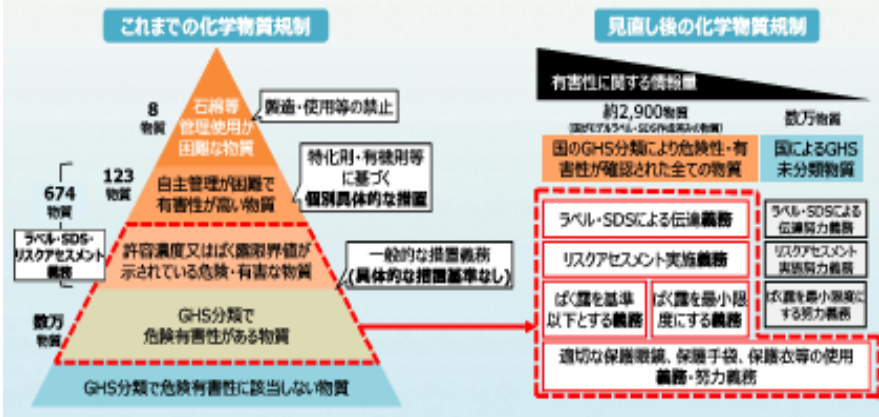 これまでの化学物質規制
8
物質
石綿等
管理使用が
困難な物質
製造・使用等の禁止
123
物質
自主管理が困難で
有害性が高い物質
特化則・有機則等
に基づく
個別具体的な措置
674
物質
ラベル・SDS・
リスクアセスメント
義務
許容濃度又はばく露限界値が
示されている危険・有害な物質
一般的な措置義務
(具体的な措置基準なし)
数万
物質
GHS分類で
危険有害性がある物質
GHS分類で危険有害性に該当しない物質
見直し後の化学物質規制
有害性に関する情報量
約2,900物質
(国がモデルラベル・SDS作成済みの物質)
数万物質
国のGHS分類により危険性・有
害性が確認された全ての物質
国によるGHS
未分類物質
ラベル・SDSによる伝達義務
ラベル・SDSによる
伝達努力義務
リスクアセスメント実施義務
リスクアセスメント
実施努力義務
ばく露を基準
以下とする義務
ばく露を最小限
度にする義務
ばく露を最小限度に
する努力義務
適切な保護眼鏡、保護手袋、保護衣等の使用
義務・努力義務